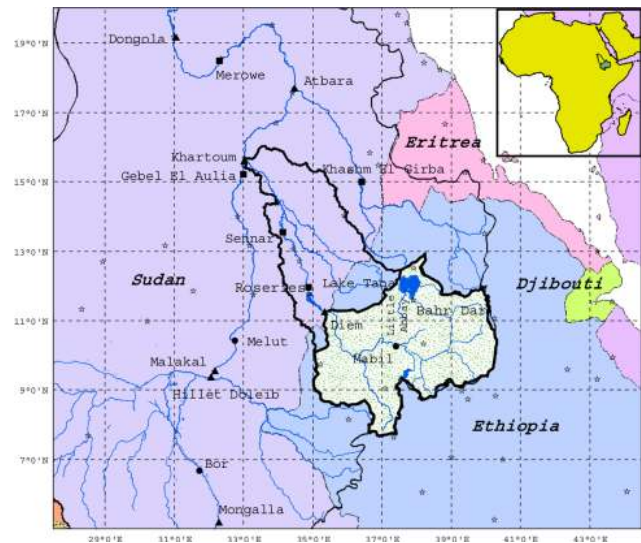 19°0'N
Dongola
Merowe
Atbara
17°0'N
Eritrea
Khartoum
Khashm El Girba
15°0'N
Gebel El Aulia
Sennar
13°0'N
Sudan
Roseries
Lake Tana
Djibouti
11°0'N
Diem
Little Abbay
Bahr Dar
Melut
Mabil
Malakal
9°0'N
Hillet Doleib
Ethiopia
7°0'N
Bor
Mongalla
29°0'E 31°0'E 33°0'E 35°0'E 37°0'E 39°0'E 41°0'E 43°0'E